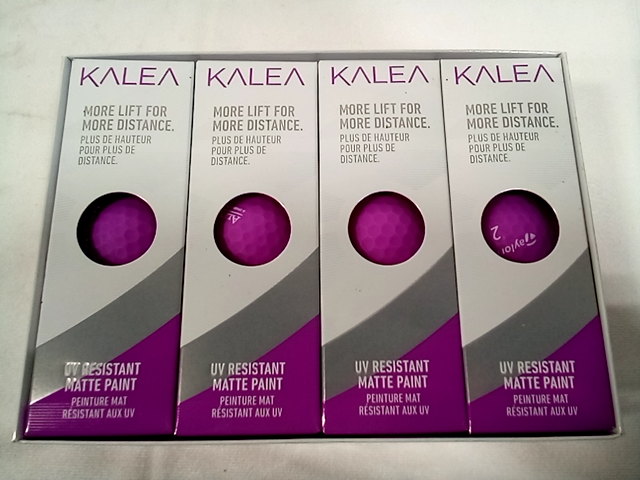 KALEA
MORE LIFT FOR
MORE DISTANCE.
PLUS DE HAUTEUR
POUR PLUS DE
DISTANCE.
UV RESISTANT
MATTE PAINT
PEINTURE MAT
RÉSISTANT AUX UV
KALEA
MORE LIFT FOR
MORE DISTANCE.
PLUS DE HAUTEUR
POUR PLUS DE
DISTANCE.
UV RESISTANT
MATTE PAINT
PEINTURE MAT
RÉSISTANT AUX UV
KALEA
MORE LIFT FOR
MORE DISTANCE.
PLUS DE HAUTEUR
POUR PLUS DE
DISTANCE.
UV RESISTANT
MATTE PAINT
PEINTURE MAT
RÉSISTANT AUX UV
KALEA
MORE LIFT FOR
MORE DISTANCE.
PLUS DE HAUTEUR
POUR PLUS DE
DISTANCE.
Taylor
2
UV RESISTANT
MATTE PAINT
PEINTURE MAT
RÉSISTANT AUX UV